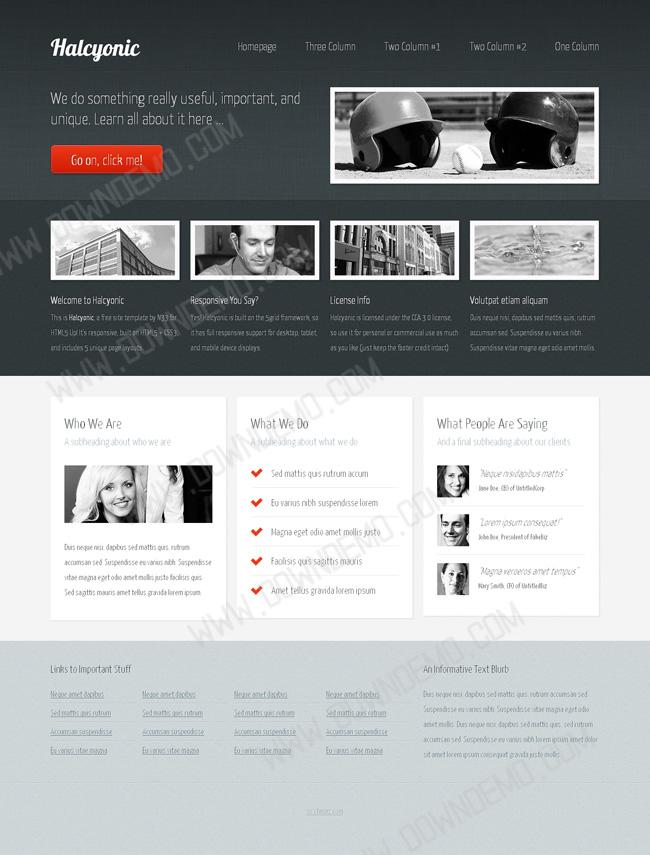 Halcyonic
Homepage
Three Column
Two Column #1
Two Column #2
One Column
We do something really useful, important, and
unique. Learn all about it here ...
Go on, click me!
Welcome to Halcyonic
This is Halcyonic, a free site template by N33 for
HTML5 Up! It's responsive, built on HTML5 + CSS3,
and includes 5 unique page layouts.
Responsive You Say?
Yes! Halcyonic is built on the 5grid framework, so
it has full responsive support for desktop, tablet,
and mobile device displays.
License Info
Halcyonic is licensed under the CCA 3.0 license,
so use it for personal or commercial use as much
as you like (just keep the footer credit intact)
Volutpat etiam aliquam
Duis neque nisi, dapibus sed mattis quis, rutrum
accumsan sed. Suspendisse eu varius nibh.
Suspendisse vitae magna eget odio amet mollis.
Who We Are
A subheading about who we are
Duis neque nisi, dapibus sed mattis quis, rutrum
accumsan sed. Suspendisse eu varius nibh. Suspendisse
vitae magna eget odio amet mollis justo facilisis quis.
Sed sagittis mauris amet tellus gravida lorem ipsum.
What We Do
A subheading about what we do
Sed mattis quis rutrum accum
Eu varius nibh suspendisse lorem
Magna eget odio amet mollis justo
Facilisis quis sagittis mauris
Amet tellus gravida lorem ipsum
What People Are Saying
And a final subheading about our clients
"Neque nisidapibus mattis"
Jane Doe, CEO of UntitledCorp
"Lorem ipsum consequat!"
John Doe, President of FakeBiz
"Magna veroeros amet tempus"
Mary Smith, CFO of UntitledBiz
Links to Important Stuff
Neque amet dapibus
Sed mattis quis rutrum
Accumsan suspendisse
Eu varius vitae magna
Neque amet dapibus
Sed mattis quis rutrum
Accumsan suspendisse
Eu varius vitae magna
Neque amet dapibus
Sed mattis quis rutrum
Accumsan suspendisse
Eu varius vitae magna
Neque amet dapibus
Sed mattis quis rutrum
Accumsan suspendisse
Eu varius vitae magna
An Informative Text Blurb
Duis neque nisi, dapibus sed mattis quis, rutrum accumsan sed.
Suspendisse eu varius nibh. Suspendisse vitae magna eget odio
amet mollis. Duis neque nisi, dapibus sed mattis quis, sed rutrum
accumsan sed. Suspendisse eu varius nibh lorem ipsum amet dolor
sit amet lorem ipsum consequat gravida justo mollis.
WWW.DOWNDEMO.COM
WWW.DOWNDEMO.COM
WWW.DOWNDEMO.COM
WWW.DOWNDEMO.COM